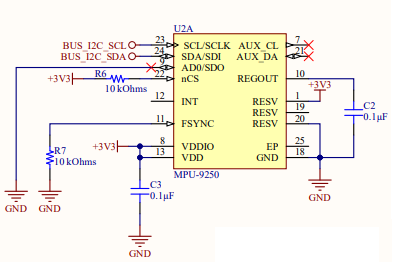 U2A
BUS_I2C_SCL 23 SCL/SCLK AUX_CL 7
BUS_I2C_SDA 24 SDA/SDI AUX_DA 21
9 AD0/SDO
+3V3 R6 22 nCS REGOUT 10
10 kOhms +3V3
12 INT RESV 1
RESV 19 C2
11 FSYNC RESV 20 0.1µF
R7
10 kOhms
+3V3 8 VDDIO EP 25
13 VDD GND 18
MPU-9250
C3
0.1µF
GND GND GND
GND